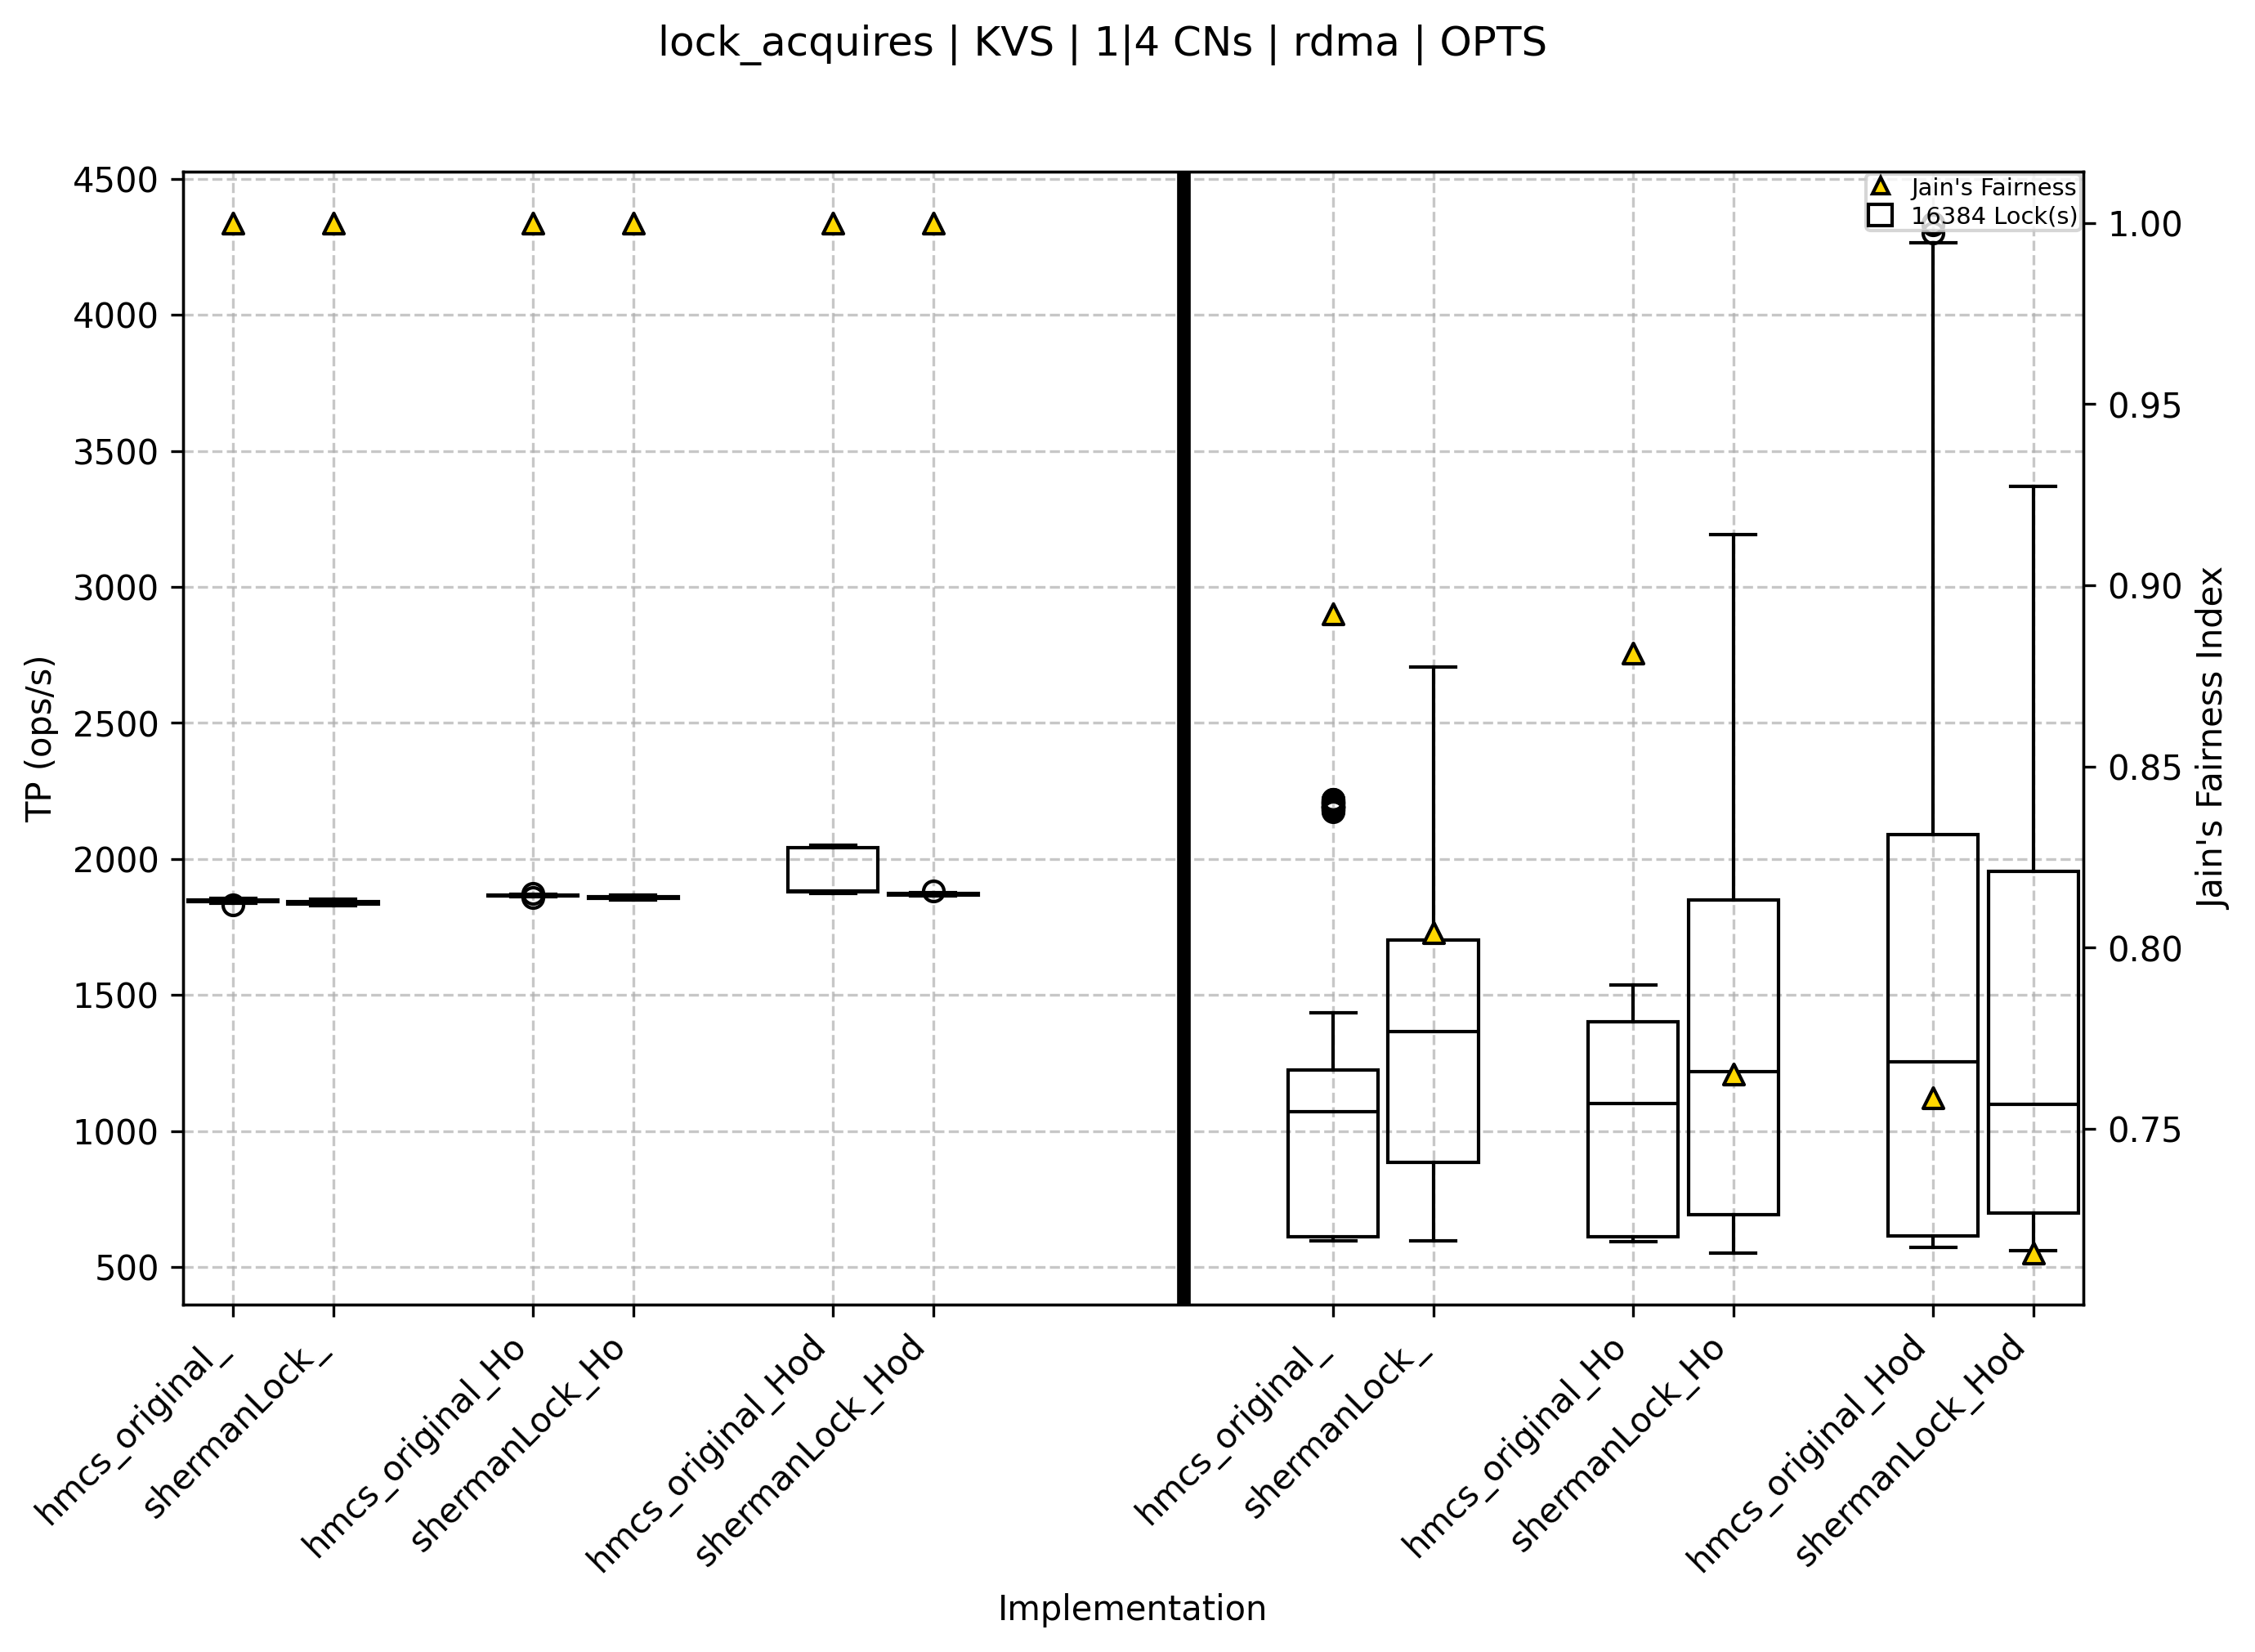 lock_acquires | KVS | 1|4 CNs | rdma | OPTS
Jain's Fairness
16384 Lock(s)
4500
4000
3500
3000
2500
2000
1500
1000
500
TP (ops/s)
1.00
0.95
0.90
0.85
0.80
0.75
Jain's Fairness Index
hmcs_original_
shermanLock_
hmcs_original_Ho
shermanLock_Ho
hmcs_original_Hod
shermanLock_Hod
hmcs_original_
shermanLock_
hmcs_original_Ho
shermanLock_Ho
hmcs_original_Hod
shermanLock_Hod
Implementation